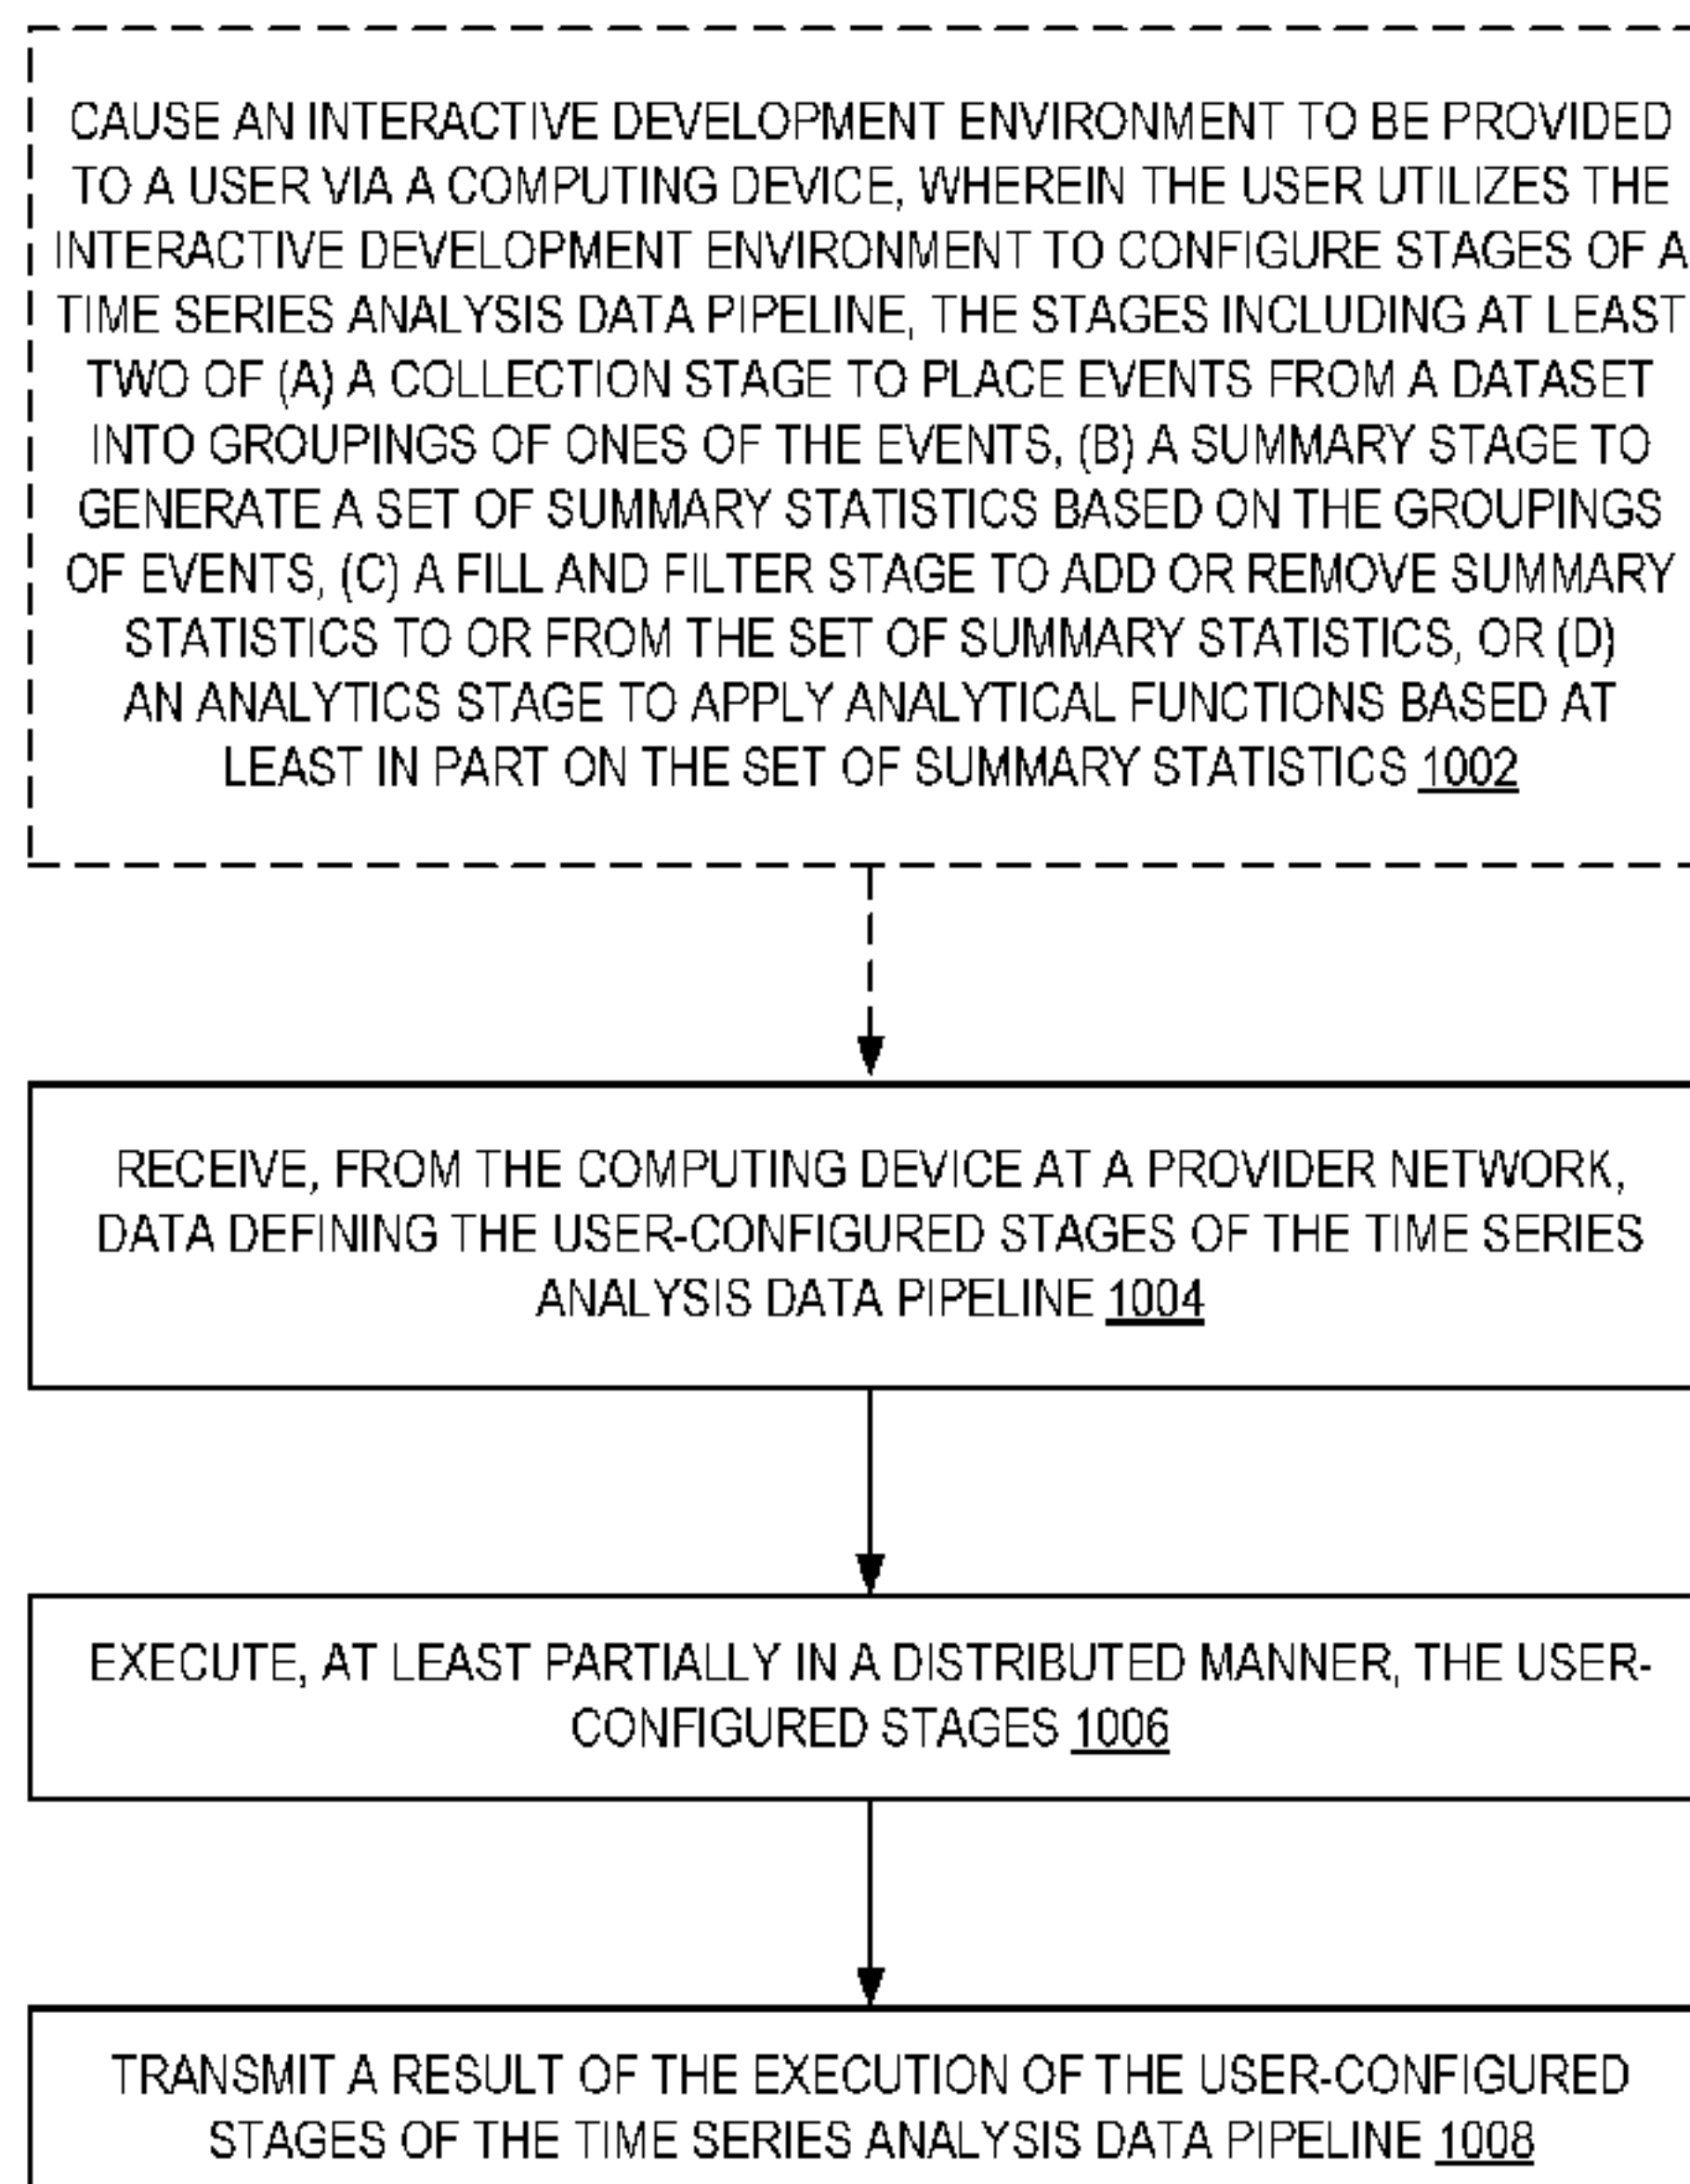 CAUSE AN INTERACTIVE DEVELOPMENT ENVIRONMENT TO BE PROVIDED
TO A USER VIA A COMPUTING DEVICE, WHEREIN THE USER UTILIZES THE
INTERACTIVE DEVELOPMENT ENVIRONMENT TO CONFIGURE STAGES OF A
TIME SERIES ANALYSIS DATA PIPELINE, THE STAGES INCLUDING AT LEAST
TWO OF (A) A COLLECTION STAGE TO PLACE EVENTS FROM A DATASET
INTO GROUPINGS OF ONES OF THE EVENTS, (B) A SUMMARY STAGE TO
GENERATE A SET OF SUMMARY STATISTICS BASED ON THE GROUPINGS
OF EVENTS, (C) A FILL AND FILTER STAGE TO ADD OR REMOVE SUMMARY
STATISTICS TO OR FROM THE SET OF SUMMARY STATISTICS, OR (D)
AN ANALYTICS STAGE TO APPLY ANALYTICAL FUNCTIONS BASED AT
LEAST IN PART ON THE SET OF SUMMARY STATISTICS 1002
RECEIVE, FROM THE COMPUTING DEVICE AT A PROVIDER NETWORK,
DATA DEFINING THE USER-CONFIGURED STAGES OF THE TIME SERIES
ANALYSIS DATA PIPELINE 1004
EXECUTE, AT LEAST PARTIALLY IN A DISTRIBUTED MANNER, THE USER-
CONFIGURED STAGES 1006
TRANSMIT A RESULT OF THE EXECUTION OF THE USER-CONFIGURED
STAGES OF THE TIME SERIES ANALYSIS DATA PIPELINE 1008